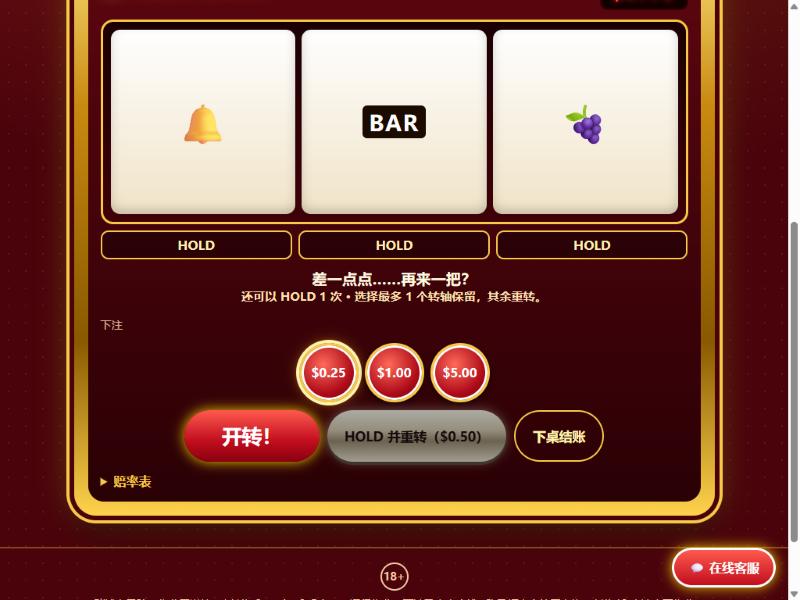 BAR
HOLD
HOLD
HOLD
差一点点……再来一把？
还可以 HOLD 1 次 • 选择最多 1 个转轴保留，其余重转。
下注
$0.25
$1.00
$5.00
开转！
HOLD 并重转（$0.50）
下桌结账
▶ 赔率表
18+
在线客服